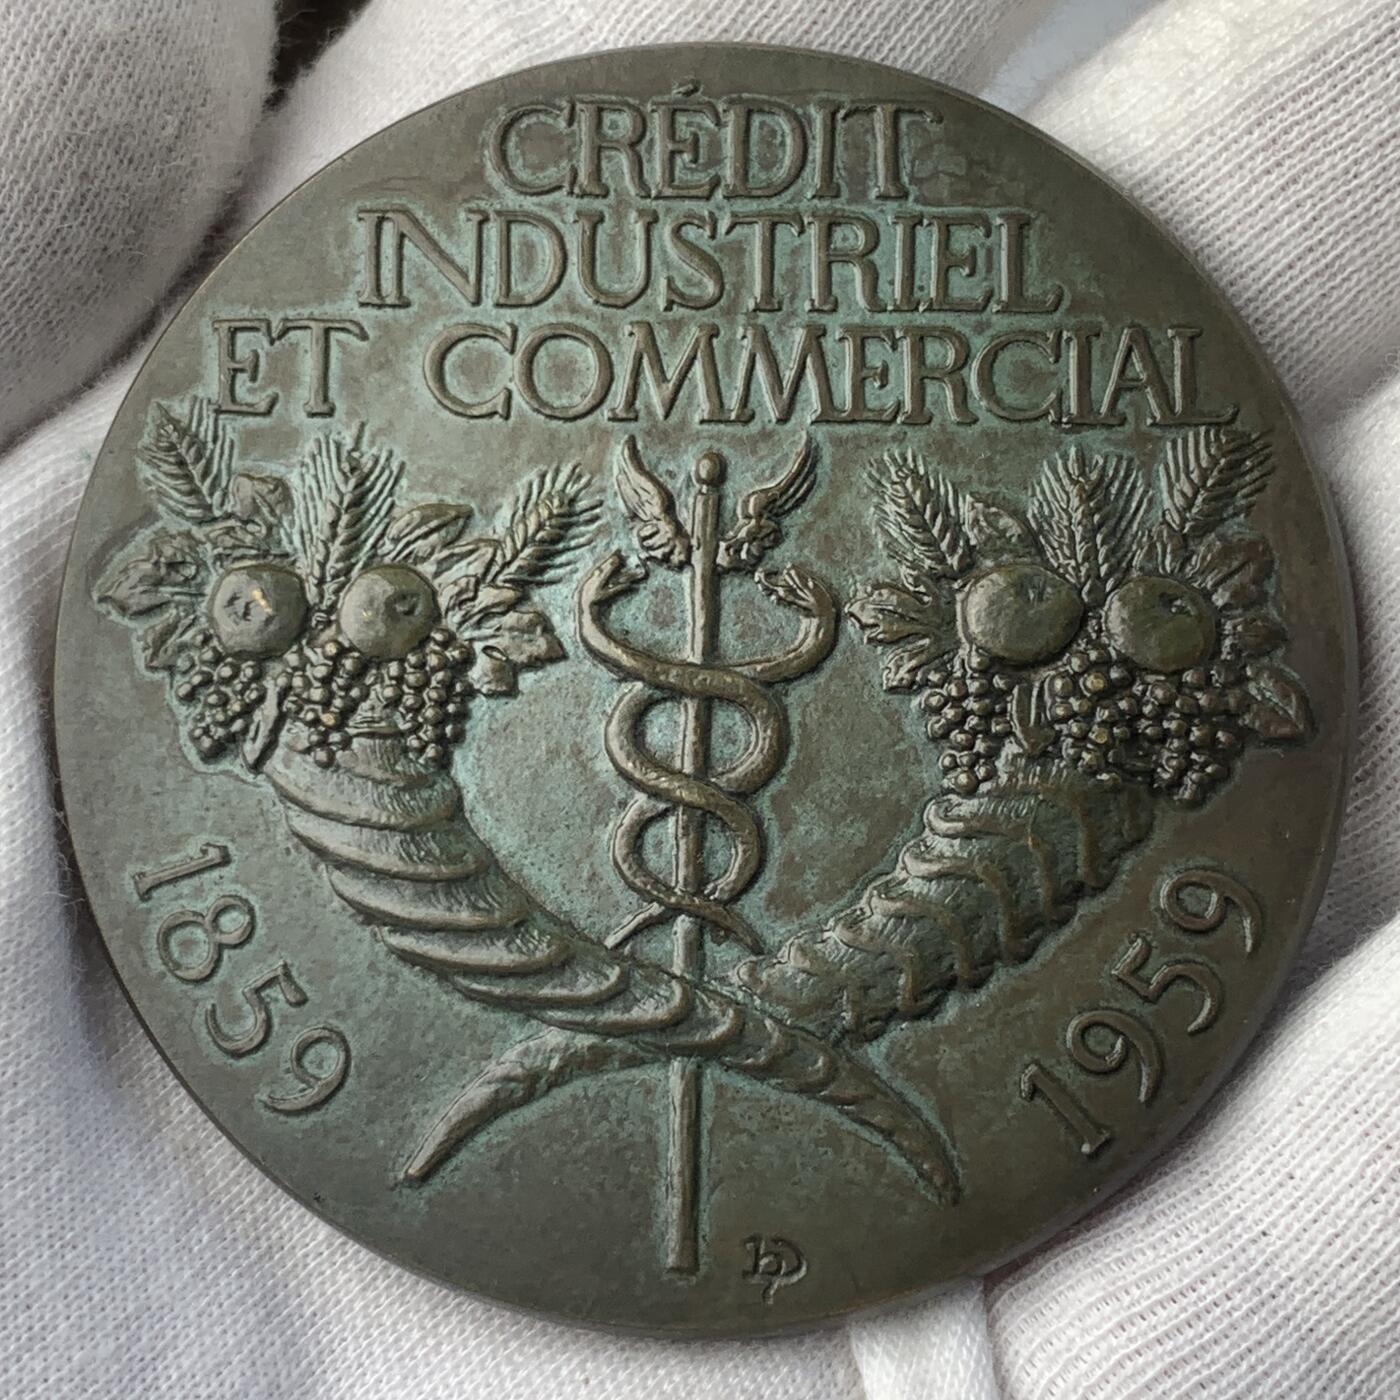 CRÉDIT
INDUSTRIEL
ET COMMERCIAL
1859
1959